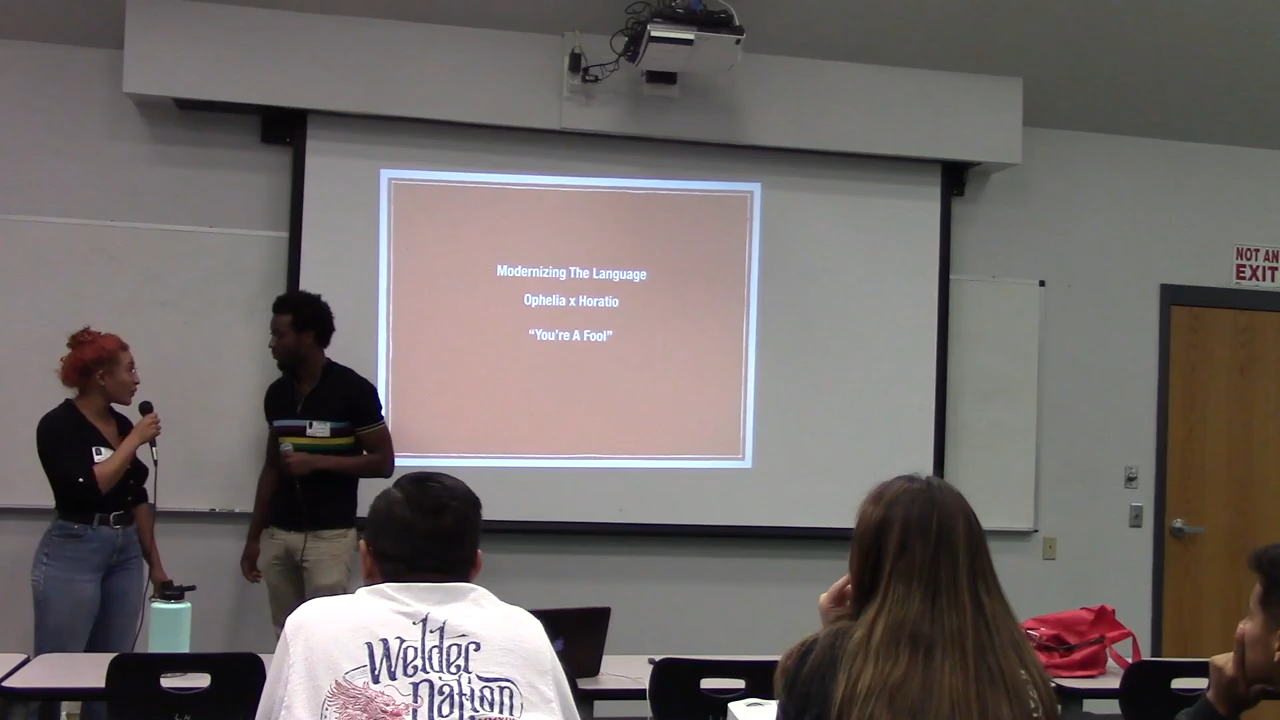 Modernizing The Language
Ophelia x Horatio
“You're A Fool”
NOT AN
EXIT
Welder
Nation